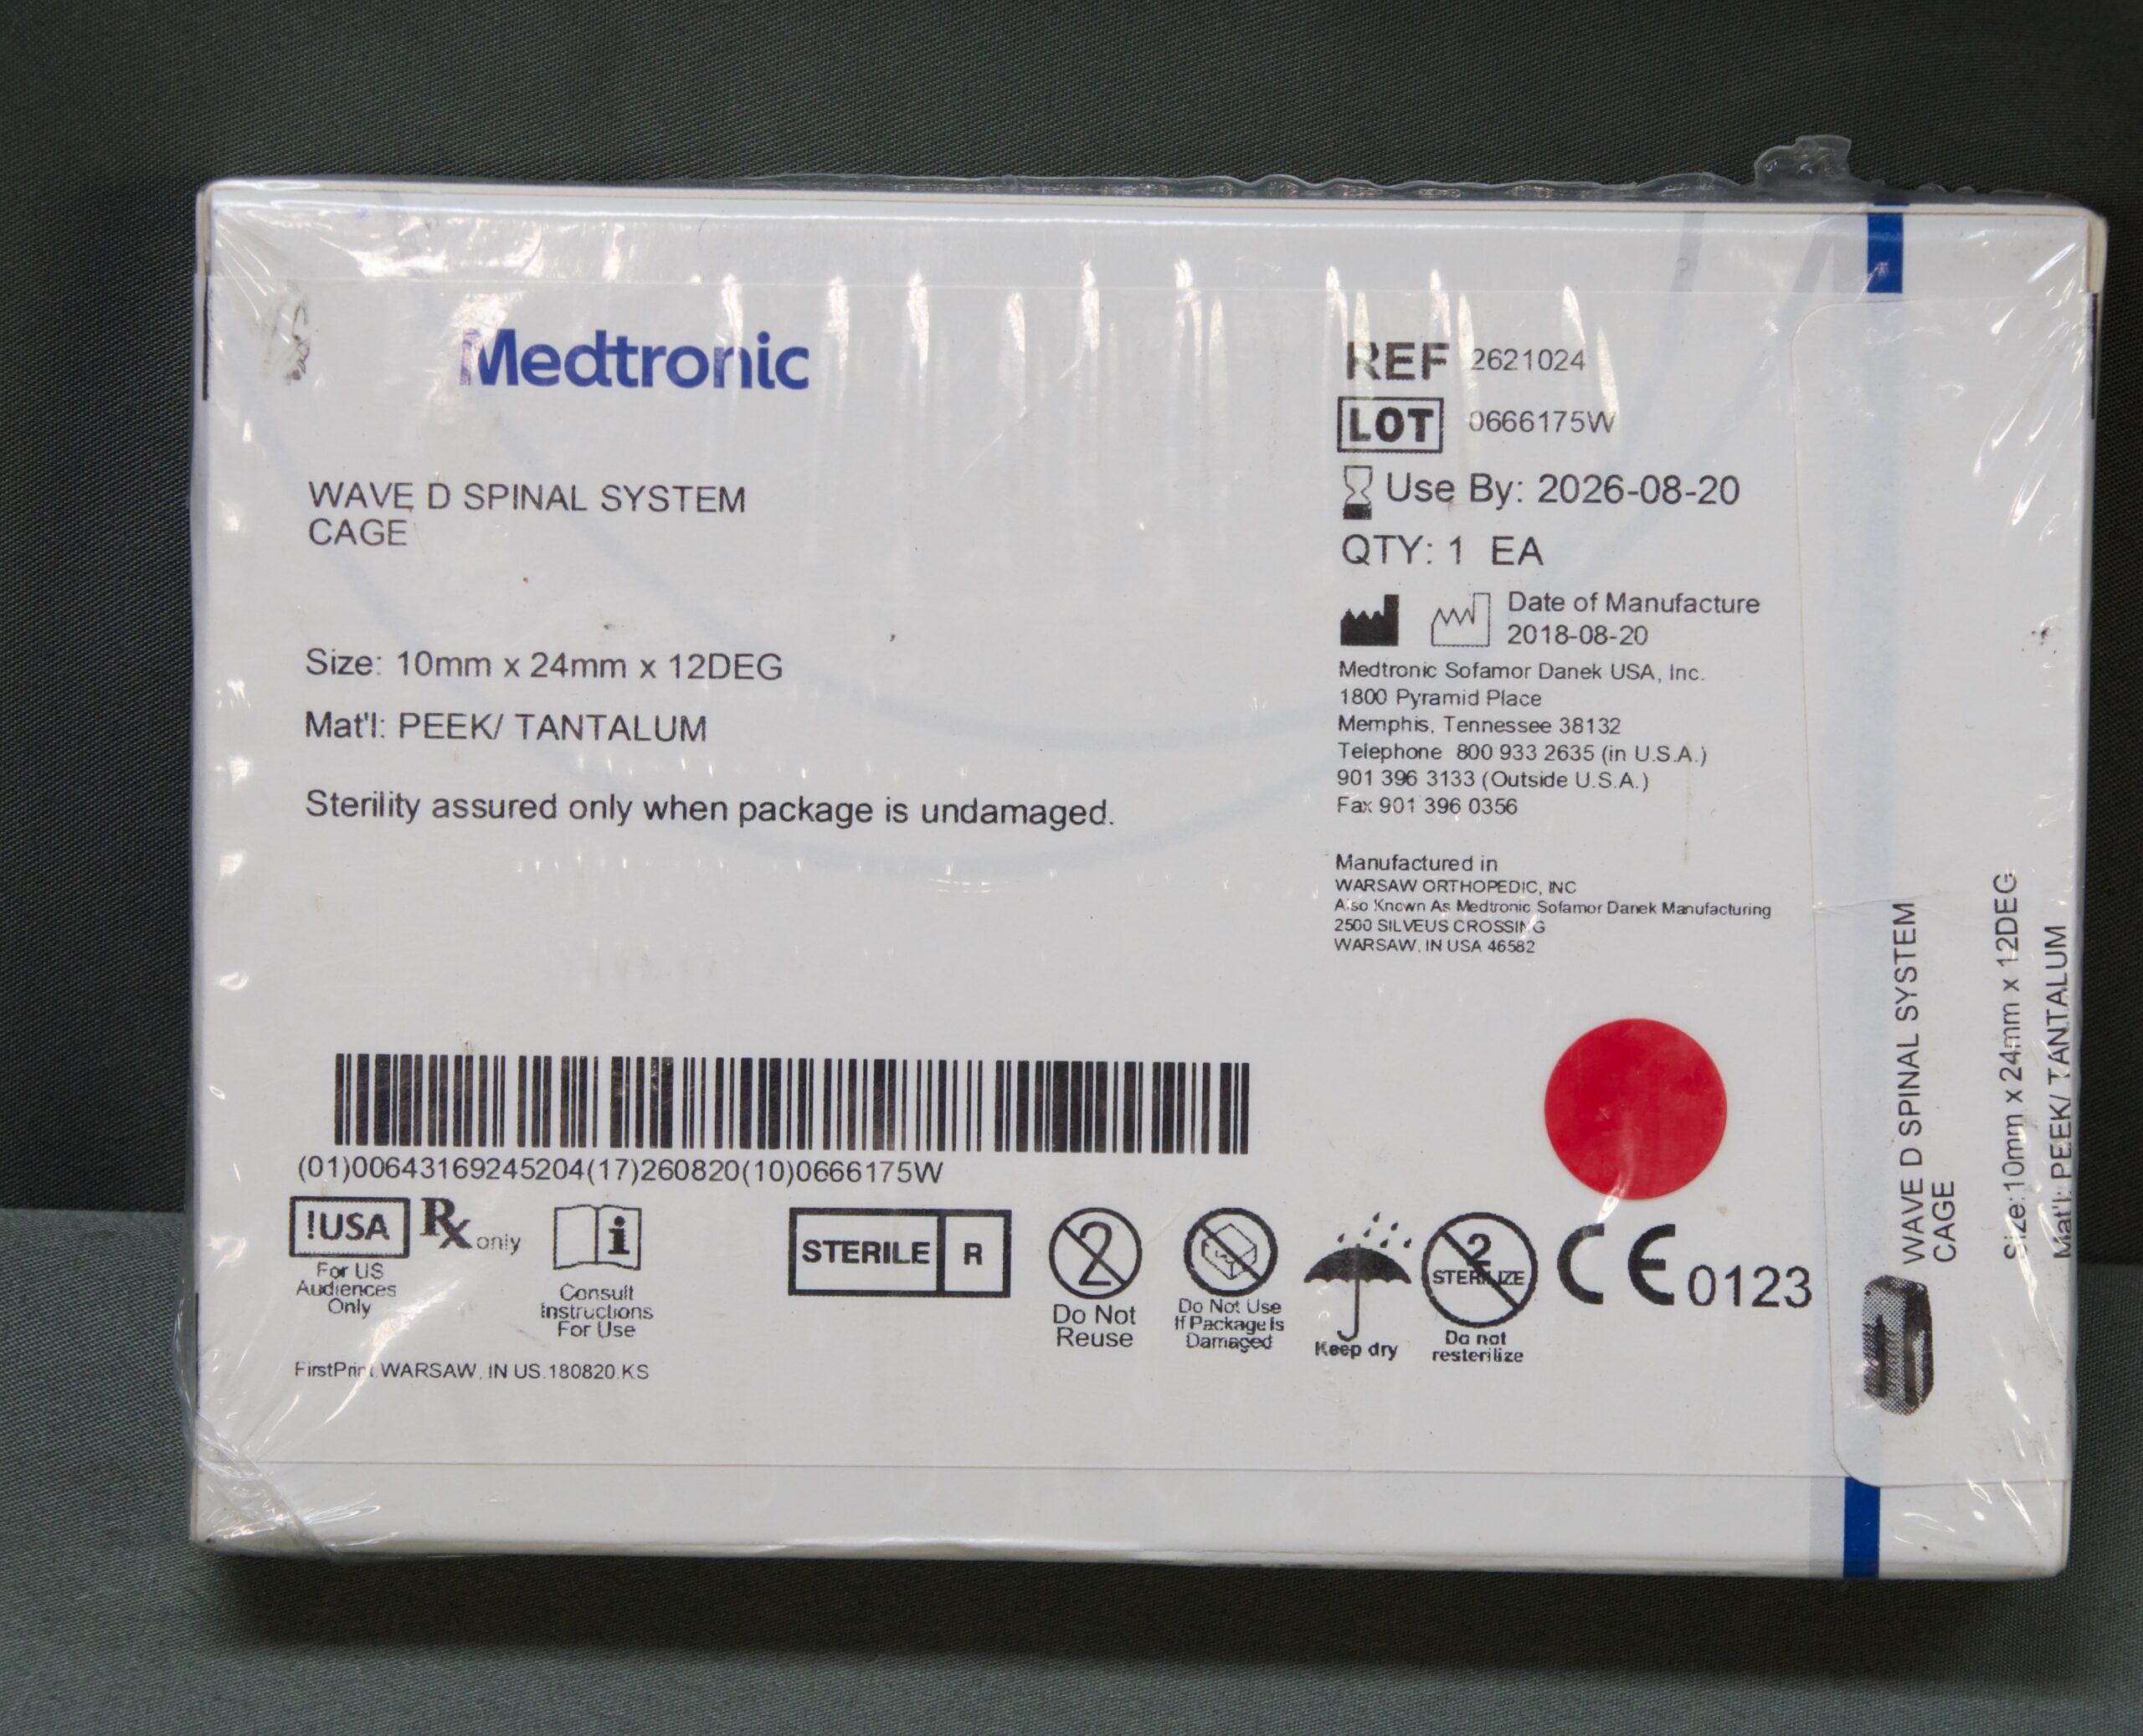 Medtronic
WAVE D SPINAL SYSTEM
CAGE
Size: 10mm x 24mm x 12DEG
Mat'l: PEEK/ TANTALUM
Sterility assured only when package is undamaged.
REF 2621024
LOT 0666175W
Use By: 2026-08-20
QTY: 1 EA
Date of Manufacture
2018-08-20
Medtronic Sofamor Danek USA, Inc.
1800 Pyramid Place
Memphis, Tennessee 38132
Telephone 800 933 2635 (in U.S.A.)
901 396 3133 (Outside U.S.A.)
Fax 901 396 0356
Manufactured in
WARSAW ORTHOPEDIC, INC
Also Known As Medtronic Sofamor Danek Manufacturing
2500 SILVEUS CROSSING
WARSAW, IN USA 46582
(01)00643169245204(17)260820(10)0666175W
!USA
For US
Audiences
Only
Rx only
Consult
Instructions
For Use
STERILE R
2
Do Not
Reuse
Do Not Use
If Package Is
Damaged
Keep dry
2
STERILIZE
Do not
resterilize
CE 0123
FirstPrint.WARSAW, IN US.180820.KS
WAVE D SPINAL SYSTEM
CAGE
Size:10mm x 24mm x 12DEG
Mat'l: PEEK/ TANTALUM